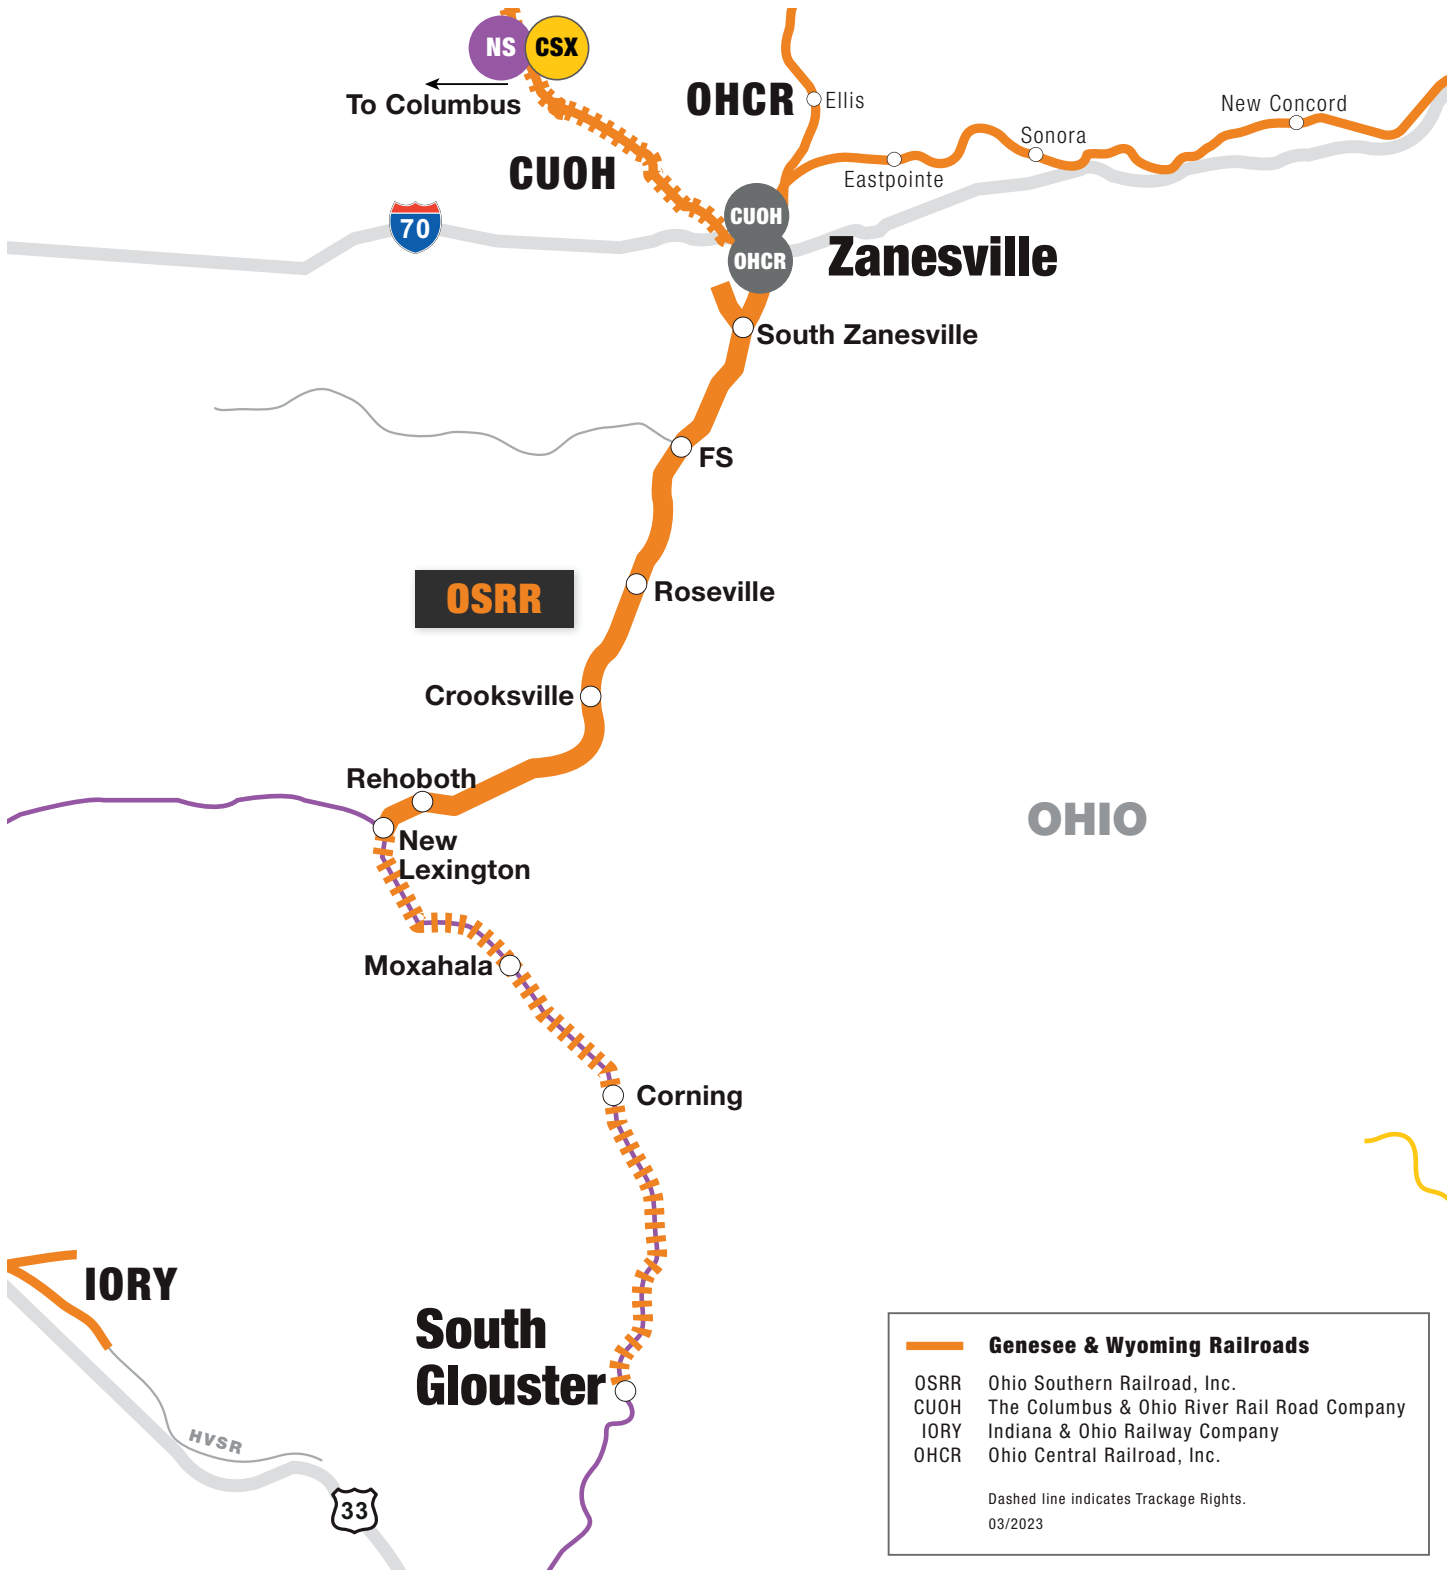 NS
CSX
To Columbus
CUOH
OHCR
Ellis
New Concord
Sonora
Eastpointe
70
CUOH
OHCR
Zanesville
South Zanesville
FS
OSRR
Roseville
Crooksville
Rehoboth
New
Lexington
OHIO
Moxahala
Corning
IORY
South
Glouster
HVSR
33
Genesee & Wyoming Railroads
OSRR Ohio Southern Railroad, Inc.
CUOH The Columbus & Ohio River Rail Road Company
IORY Indiana & Ohio Railway Company
OHCR Ohio Central Railroad, Inc.
Dashed line indicates Trackage Rights.
03/2023